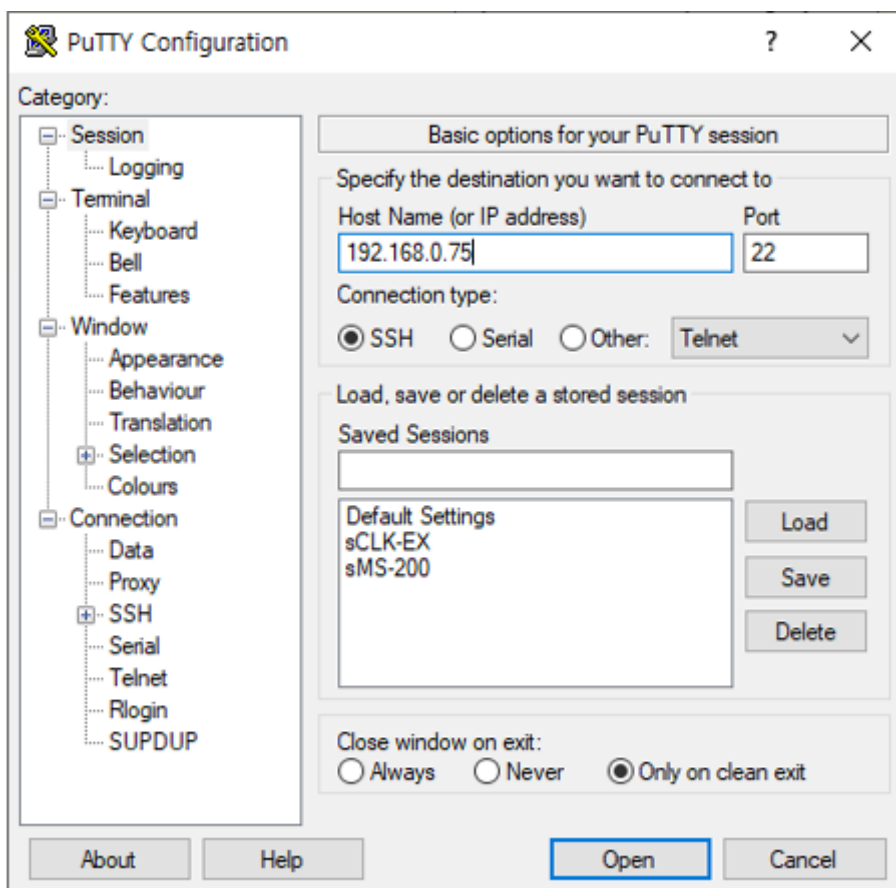 PuTTY Configuration
?
Category:
Session
Logging
Terminal
Keyboard
Bell
Features
Window
Appearance
Behaviour
Translation
Selection
Colours
Connection
Data
Proxy
SSH
Serial
Telnet
Rlogin
SUPDUP
Basic options for your PuTTY session
Specify the destination you want to connect to
Host Name (or IP address) Port
192.168.0.75 22
Connection type:
SSH Serial Other: Telnet
Load, save or delete a stored session
Saved Sessions
Default Settings
sCLK-EX
sMS-200
Load
Save
Delete
Close window on exit:
Always Never Only on clean exit
About Help Open Cancel